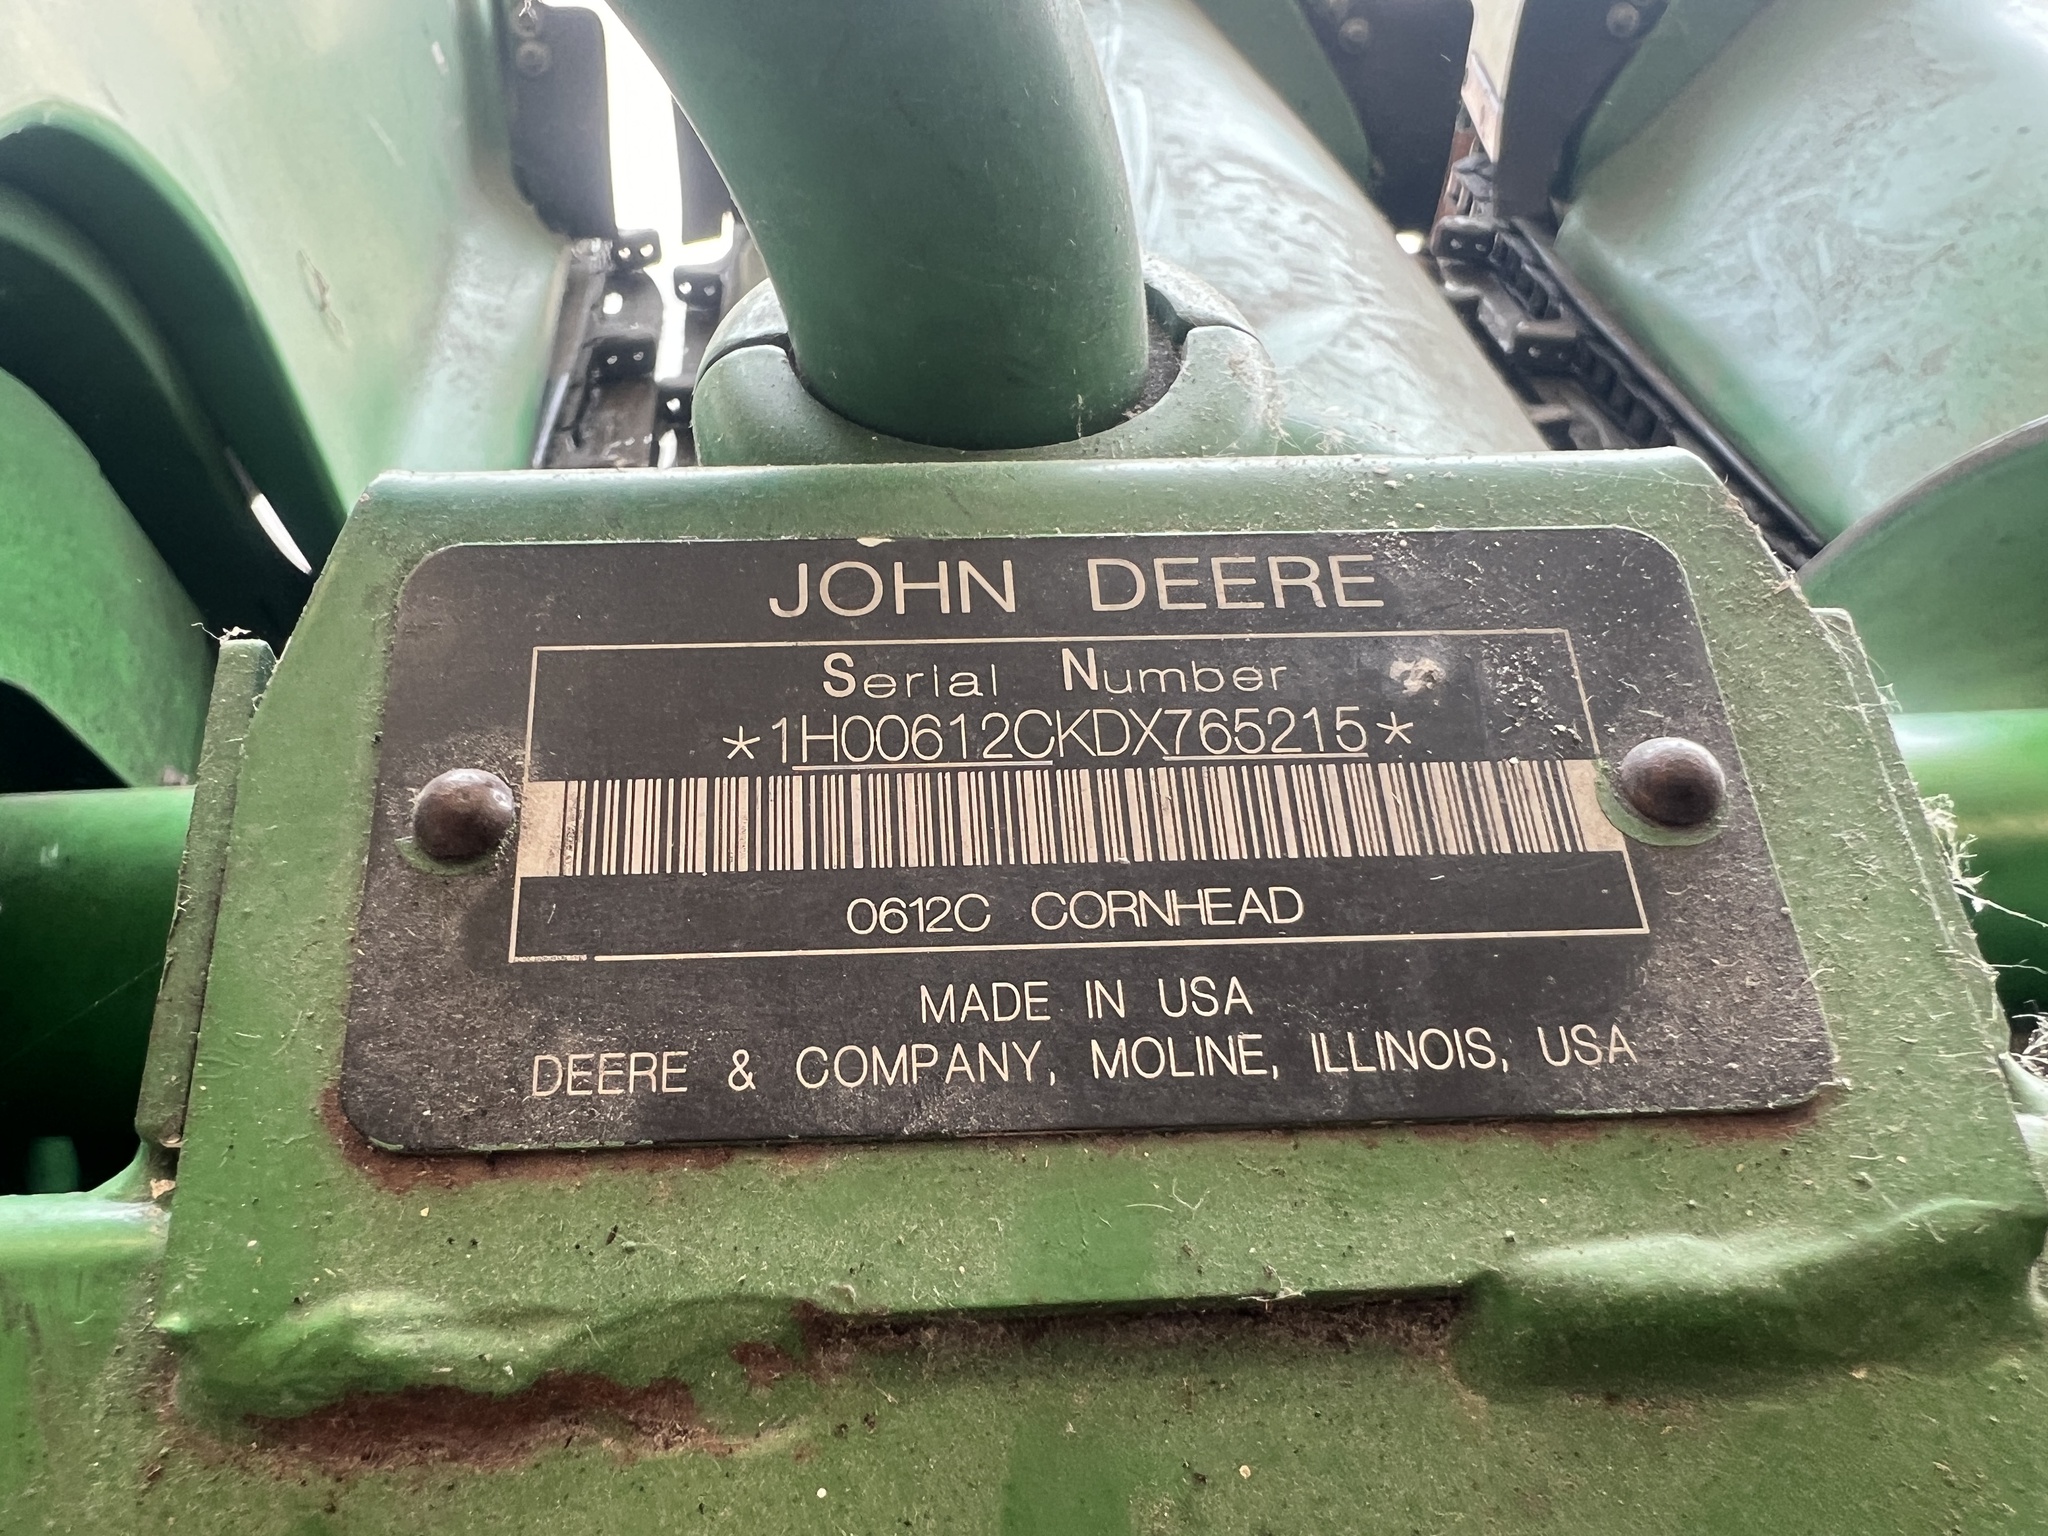 JOHN DEERE
Serial Number
*1H00612CKDX765215*
0612C CORNHEAD
MADE IN USA
DEERE & COMPANY, MOLINE, ILLINOIS, USA